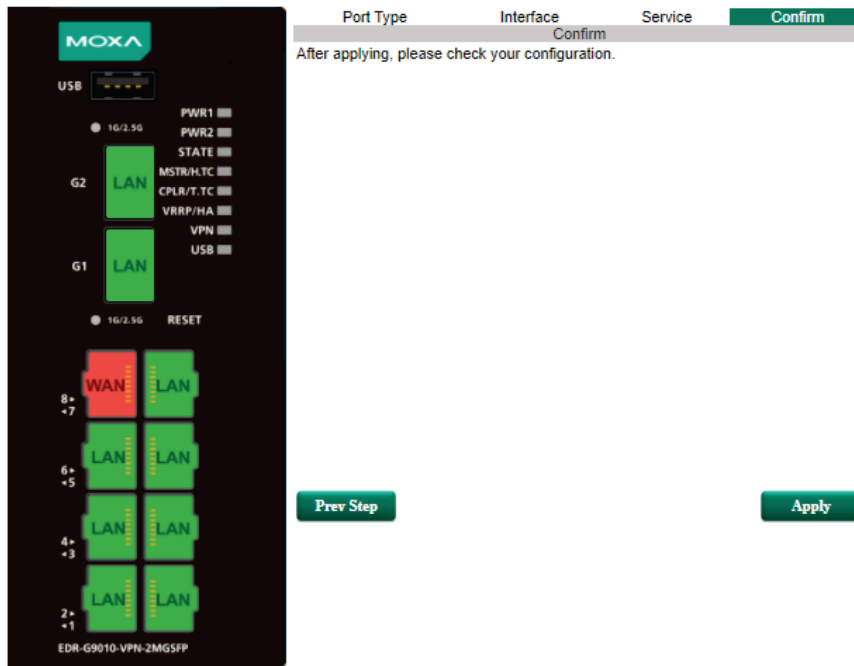 MOXA
USB
PWR1
1G/2.5G
PWR2
STATE
MSTR/H.TC
G2
LAN
CPLR/T.TC
VRRP/HA
VPN
USB
G1
LAN
1G/2.5G
RESET
WAN
LAN
8▸
◂7
LAN
LAN
6▸
◂5
LAN
LAN
4▸
◂3
LAN
LAN
2▸
◂1
EDR-G9010-VPN-2MGSFP
Port Type Interface Service Confirm
Confirm
After applying, please check your configuration.
Prev Step Apply